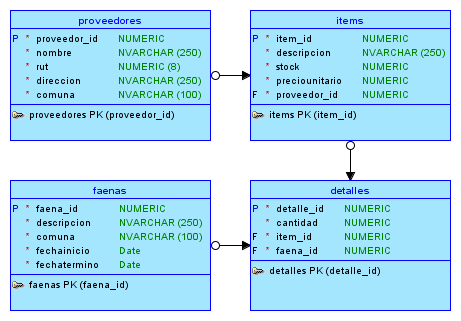 proveedores
P * proveedor_id NUMERIC
* nombre NVARCHAR (250)
* rut NUMERIC (8)
* direccion NVARCHAR (250)
* comuna NVARCHAR (100)
proveedores PK (proveedor_id)
items
P * item_id NUMERIC
* descripcion NVARCHAR (250)
* stock NUMERIC
* preciounitario NUMERIC
F * proveedor_id NUMERIC
items PK (item_id)
faenas
P * faena_id NUMERIC
* descripcion NVARCHAR (250)
* comuna NVARCHAR (100)
* fechainicio Date
* fechatermino Date
faenas PK (faena_id)
detalles
P * detalle_id NUMERIC
* cantidad NUMERIC
F * item_id NUMERIC
F * faena_id NUMERIC
detalles PK (detalle_id)